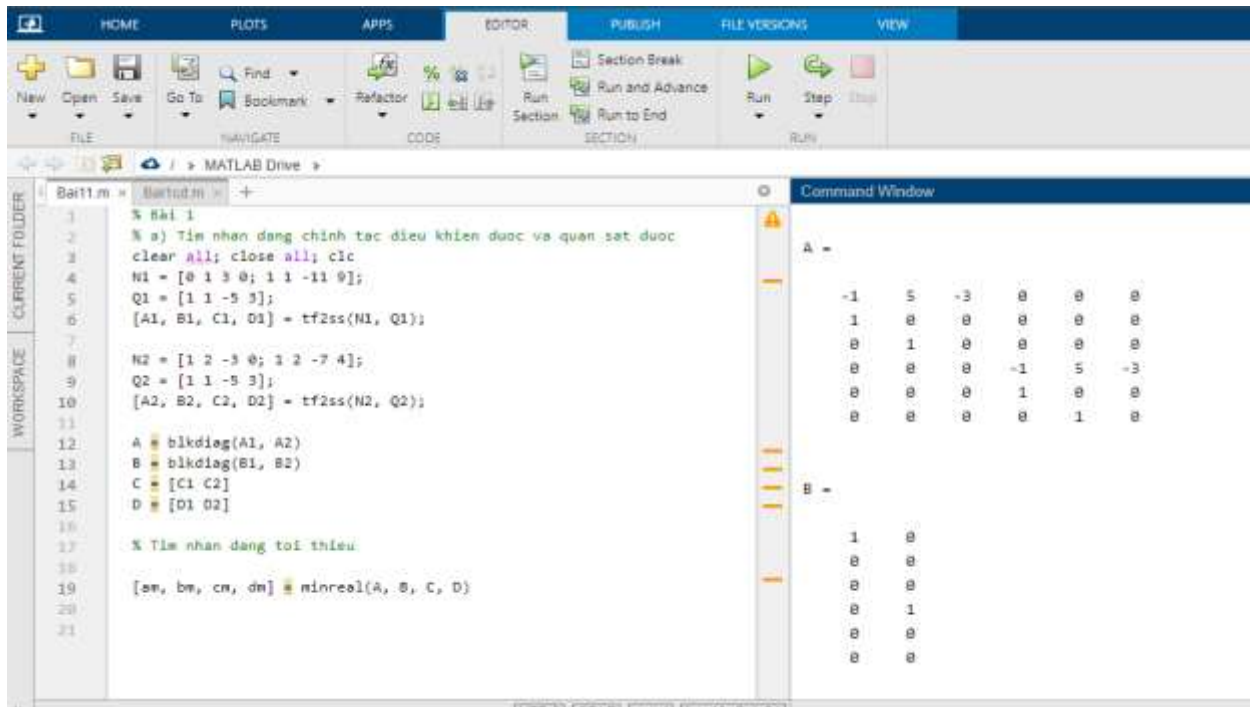 HOME PLOTS APPS EDITOR PUBLISH FILE VERSIONS VIEW
New Open Save Go To Find Bookmark Refactor Run Section Section Break Run and Advance Run to End Run Step Stop
FILE NAVIGATE CODE SECTION RUN
/ > MATLAB Drive >
CURRENT FOLDER
WORKSPACE
Bai11.m × × +
1 % Bài 1
2 % a) Tim nhan dang chinh tac dieu khien duoc va quan sat duoc
3 clear all; close all; clc
4 N1 = [0 1 3 0; 1 1 -11 9];
5 Q1 = [1 1 -5 3];
6 [A1, B1, C1, D1] = tf2ss(N1, Q1);
7
8 N2 = [1 2 -3 0; 1 2 -7 4];
9 Q2 = [1 1 -5 3];
10 [A2, B2, C2, D2] = tf2ss(N2, Q2);
11
12 A = blkdiag(A1, A2)
13 B = blkdiag(B1, B2)
14 C = [C1 C2]
15 D = [D1 D2]
16
17 % Tim nhan dang toi thieu
18
19 [am, bm, cm, dm] = minreal(A, B, C, D)
20
21
Command Window
A =
-1 5 -3 0 0 0
1 0 0 0 0 0
0 1 0 0 0 0
0 0 0 -1 5 -3
0 0 0 1 0 0
0 0 0 0 1 0
B =
1 0
0 0
0 0
0 1
0 0
0 0